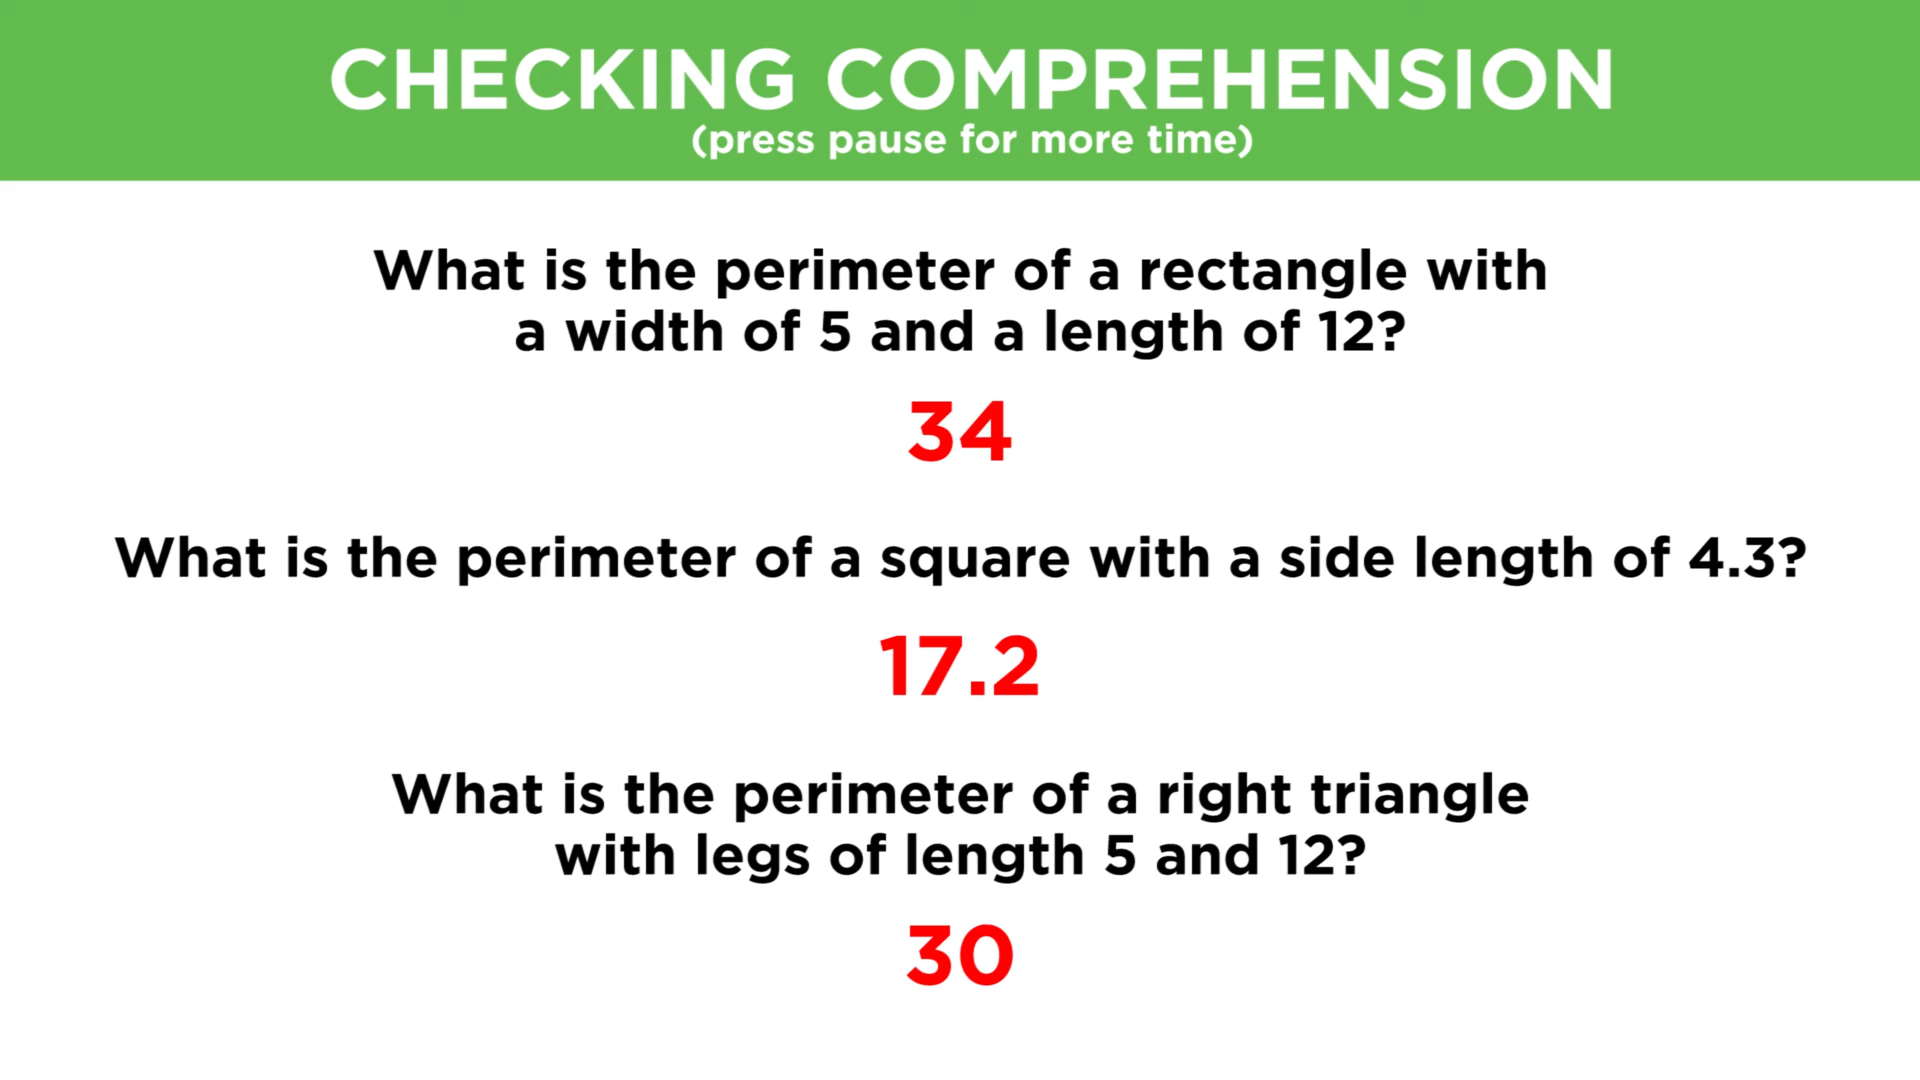 CHECKING COMPREHENSION
(press pause for more time)
What is the perimeter of a rectangle with
a width of 5 and a length of 12?
34
What is the perimeter of a square with a side length of 4.3?
17.2
What is the perimeter of a right triangle
with legs of length 5 and 12?
30